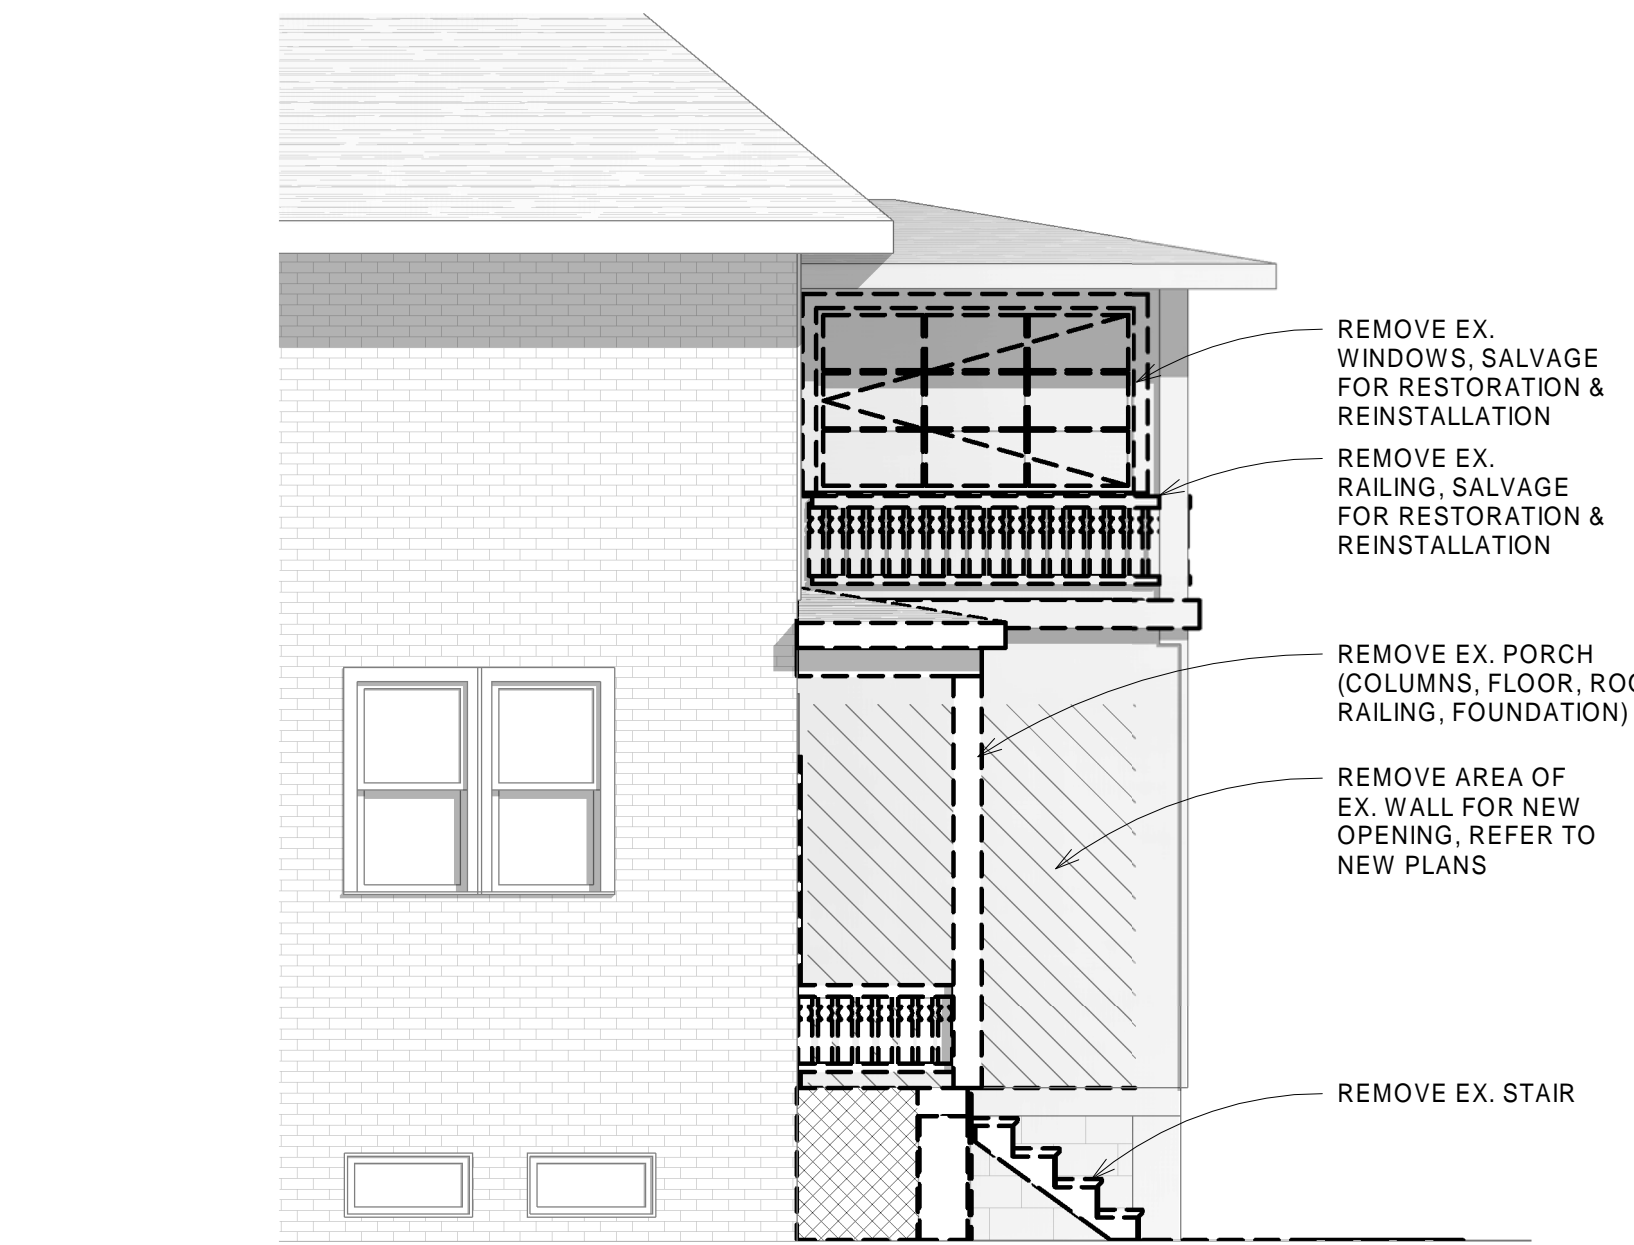 REMOVE EX.
WINDOWS, SALVAGE
FOR RESTORATION &
REINSTALLATION
REMOVE EX.
RAILING, SALVAGE
FOR RESTORATION &
REINSTALLATION
REMOVE EX. PORCH
(COLUMNS, FLOOR,
RAILING, FOUNDATION)
REMOVE AREA OF
EX. WALL FOR NEW
OPENING, REFER TO
NEW PLANS
REMOVE EX. STAIR